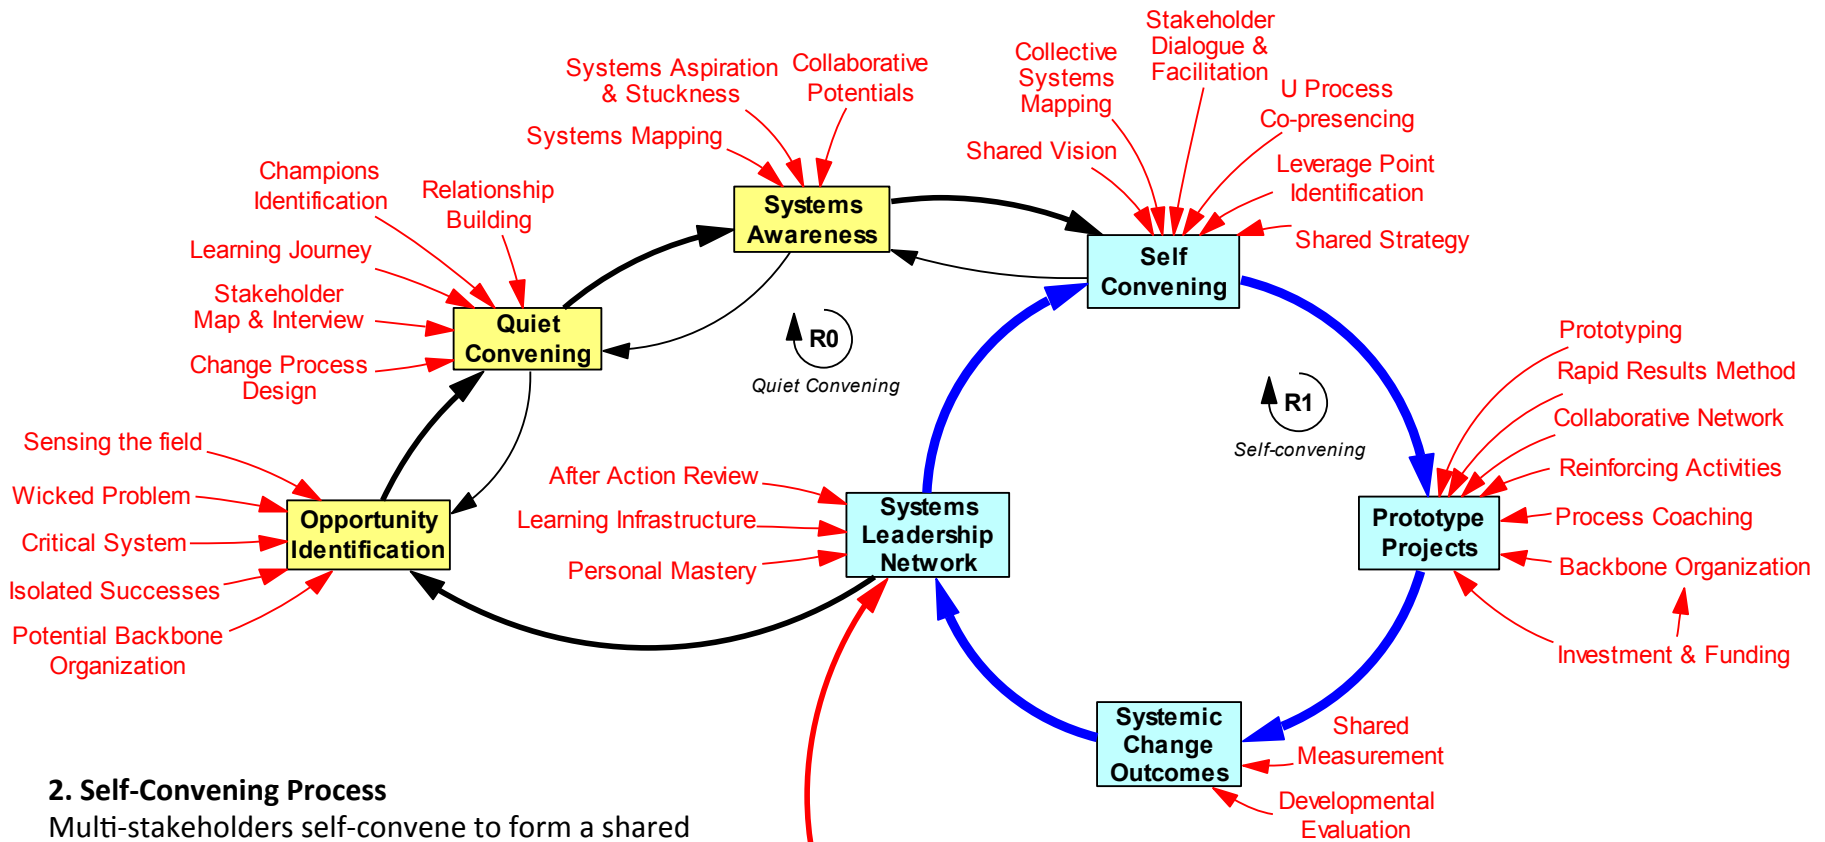 Stakeholder
Dialogue &
Facilitation
Collective
Systems
Mapping
Systems Aspiration
& Stuckness
Collaborative
Potentials
U Process
Co-presencing
Systems Mapping
Shared Vision
Leverage Point
Identification
Champions
Identification
Relationship
Building
Systems
Awareness
Shared Strategy
Learning Journey
Self
Convening
Stakeholder
Map & Interview
Quiet
Convening
Change Process
Design
R0
Quiet Convening
R1
Self-convening
Prototyping
Rapid Results Method
Collaborative Network
Reinforcing Activities
Process Coaching
Backbone Organization
Investment & Funding
Prototype
Projects
Sensing the field
Wicked Problem
Critical System
Isolated Successes
Potential Backbone
Organization
Opportunity
Identification
After Action Review
Learning Infrastructure
Personal Mastery
Systems
Leadership
Network
Systemic
Change
Outcomes
Shared
Measurement
Developmental
Evaluation
2. Self-Convening Process
Multi-stakeholders self-convene to form a shared